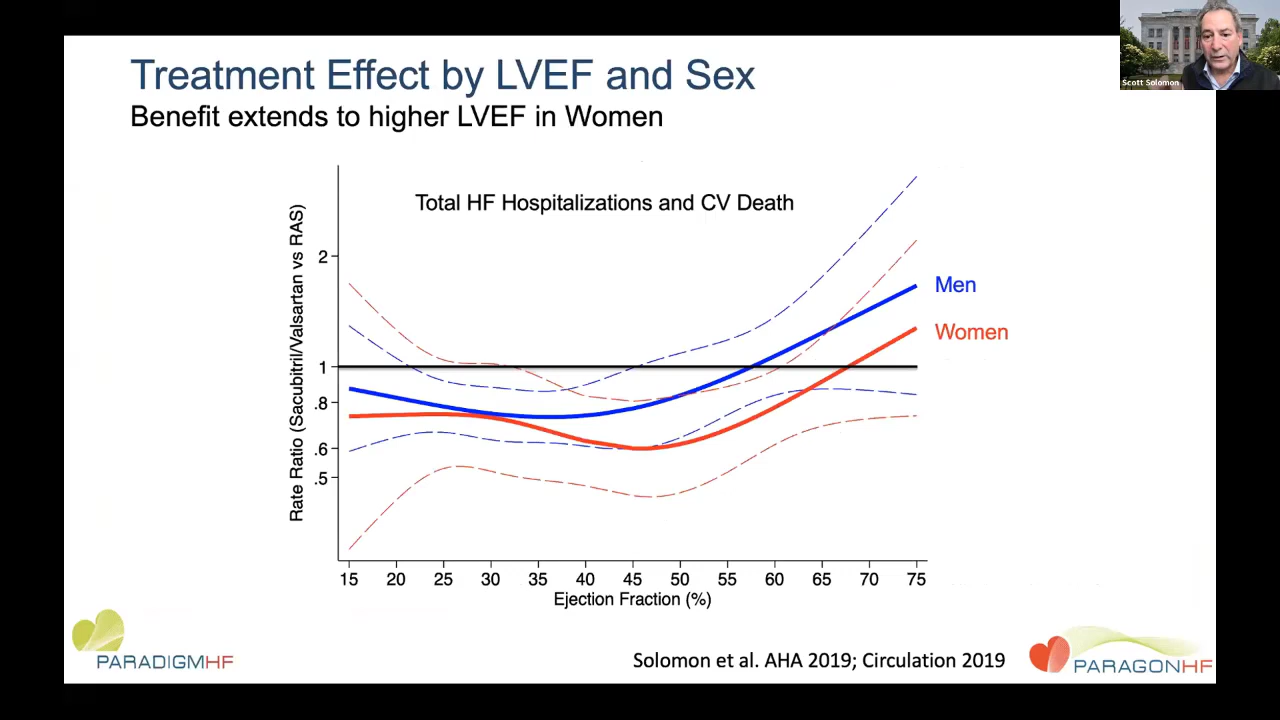 Treatment Effect by LVEF and Sex
Benefit extends to higher LVEF in Women
Scott Solomon
Total HF Hospitalizations and CV Death
Rate Ratio (Sacubitril/Valsartan vs RAS)
2
1
.8
.6
.5
Men
Women
15 20 25 30 35 40 45 50 55 60 65 70 75
Ejection Fraction (%)
PARADIGMHF
Solomon et al. AHA 2019; Circulation 2019
PARAGONHF